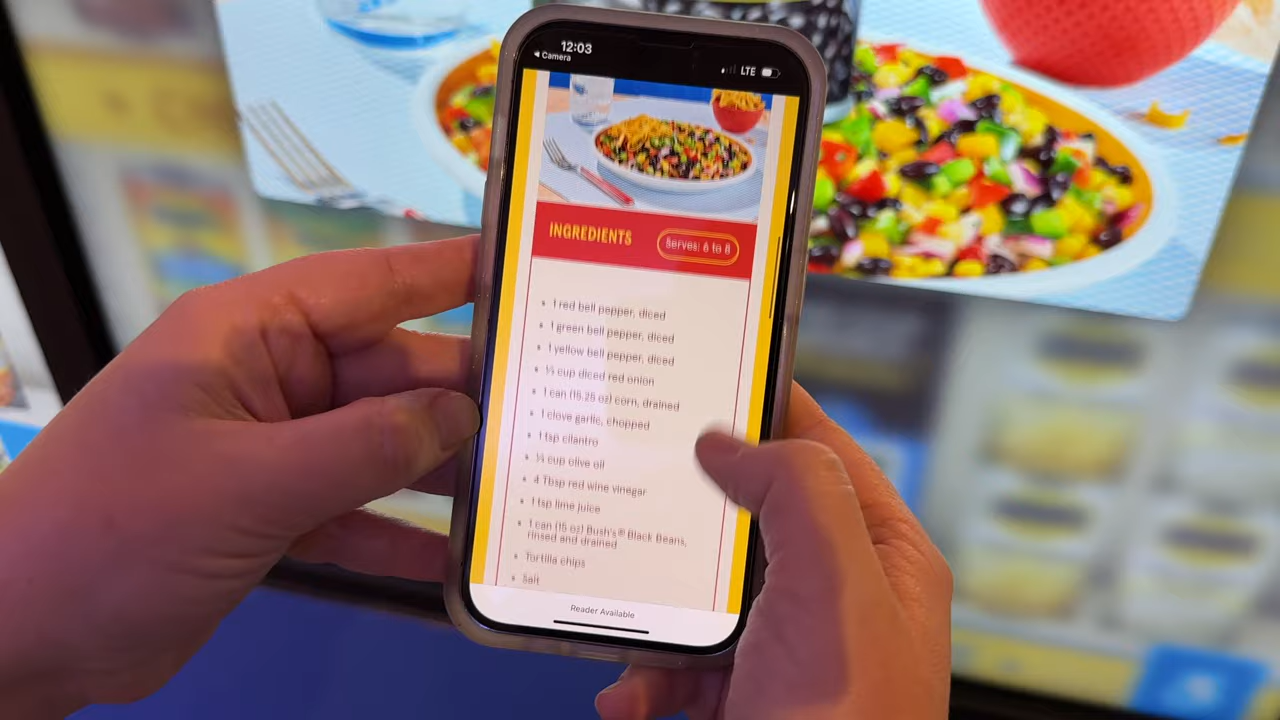 12:03
◀ Camera
LTE
INGREDIENTS
Serves: 6 to 8
• 1 red bell pepper, diced
• 1 green bell pepper, diced
• 1 yellow bell pepper, diced
• ⅓ cup diced red onion
• 1 can (15.25 oz) corn, drained
• 1 clove garlic, chopped
• 1 tsp cilantro
• ¼ cup olive oil
• 4 Tbsp red wine vinegar
• 1 tsp lime juice
• 1 can (15 oz) Bush's® Black Beans,
rinsed and drained
• Tortilla chips
• Salt
Reader Available